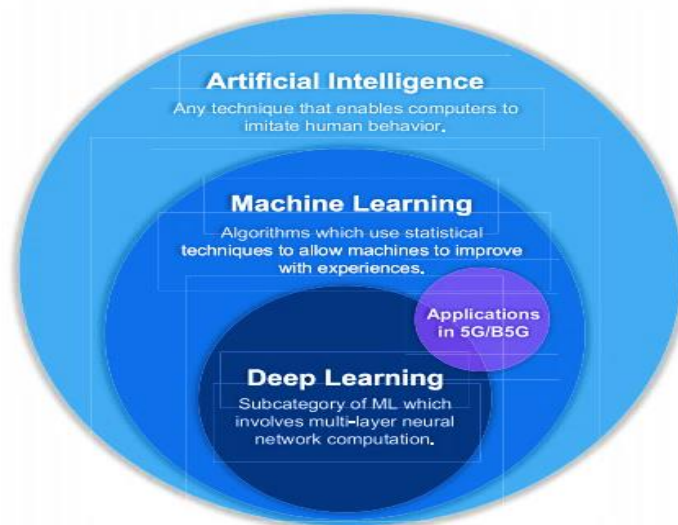 Artificial Intelligence
Any technique that enables computers to
imitate human behavior.
Machine Learning
Algorithms which use statistical
techniques to allow machines to improve
with experiences.
Applications
in 5G/B5G
Deep Learning
Subcategory of ML which
involves multi-layer neural
network computation.